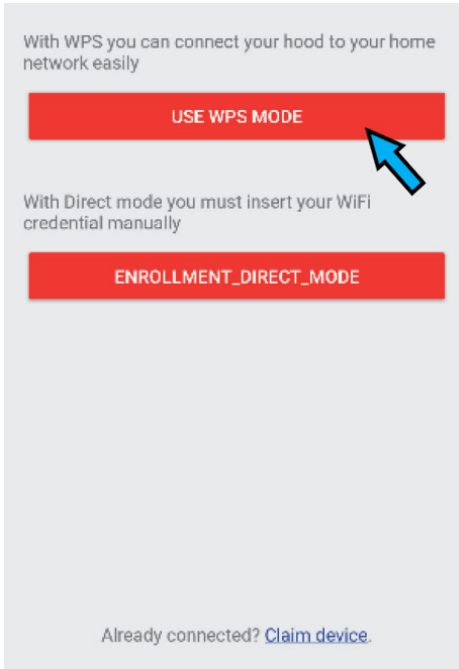 With WPS you can connect your hood to your home
network easily
USE WPS MODE
With Direct mode you must insert your WiFi
credential manually
ENROLLMENT_DIRECT_MODE
Already connected? Claim device.